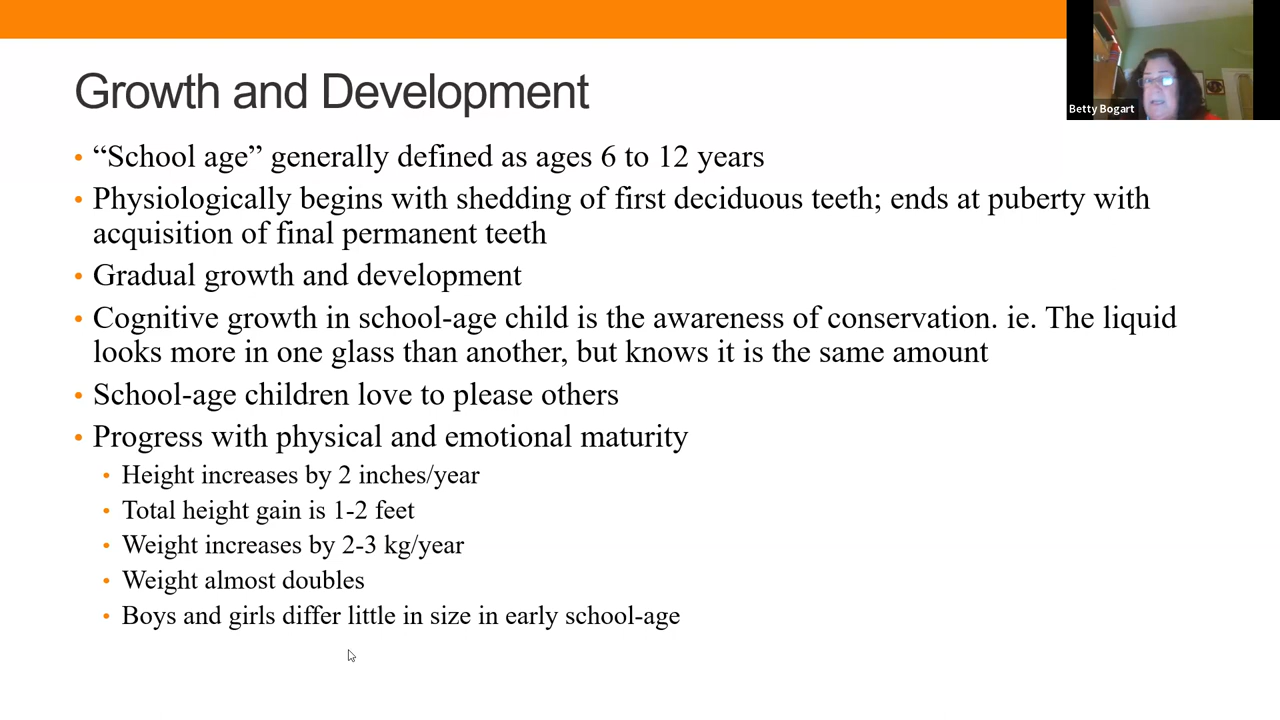 Growth and Development
Betty Bogart
• “School age” generally defined as ages 6 to 12 years
• Physiologically begins with shedding of first deciduous teeth; ends at puberty with
acquisition of final permanent teeth
• Gradual growth and development
• Cognitive growth in school-age child is the awareness of conservation. ie. The liquid
looks more in one glass than another, but knows it is the same amount
• School-age children love to please others
• Progress with physical and emotional maturity
• Height increases by 2 inches/year
• Total height gain is 1-2 feet
• Weight increases by 2-3 kg/year
• Weight almost doubles
• Boys and girls differ little in size in early school-age